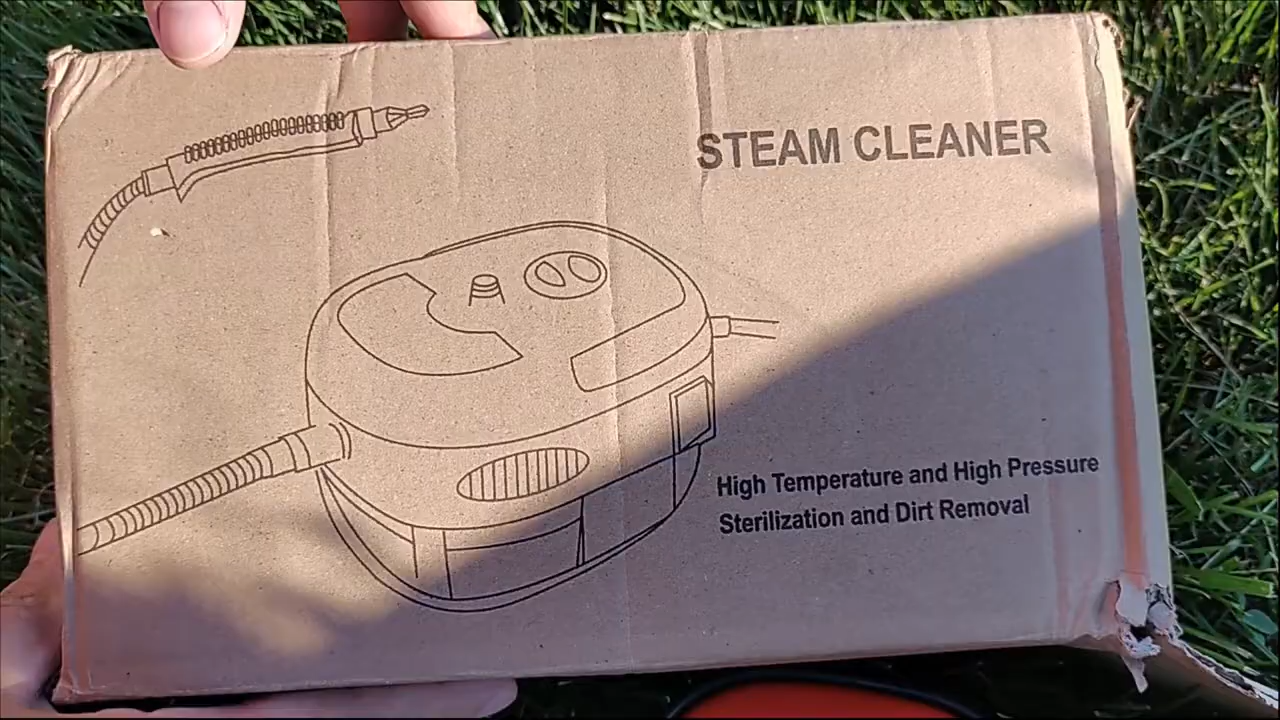 STEAM CLEANER
High Temperature and High Pressure
Sterilization and Dirt Removal